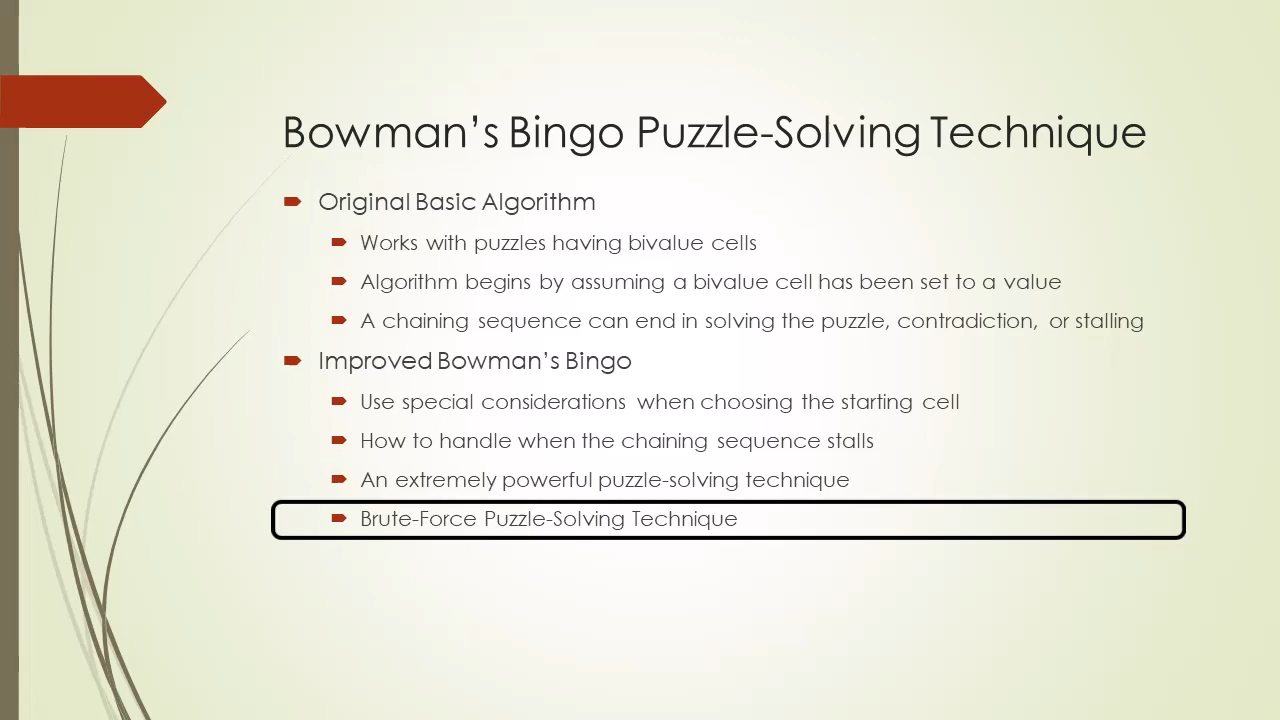 Bowman's Bingo Puzzle-Solving Technique
Original Basic Algorithm
Works with puzzles having bivalue cells
Algorithm begins by assuming a bivalue cell has been set to a value
A chaining sequence can end in solving the puzzle, contradiction, or stalling
Improved Bowman's Bingo
Use special considerations when choosing the starting cell
How to handle when the chaining sequence stalls
An extremely powerful puzzle-solving technique
Brute-Force Puzzle-Solving Technique